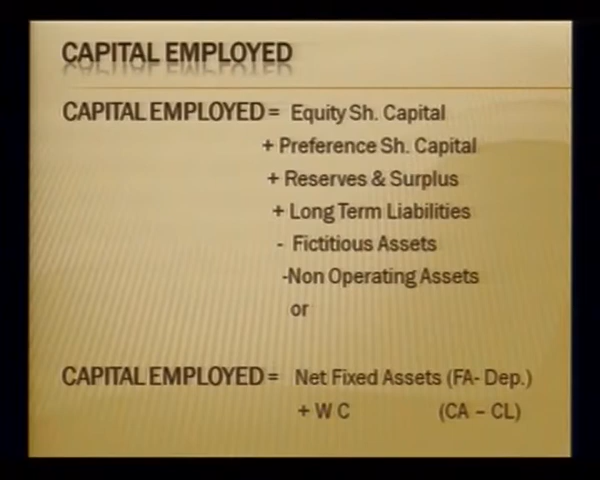 CAPITAL EMPLOYED
CAPITAL EMPLOYED = Equity Sh. Capital
+ Preference Sh. Capital
+ Reserves & Surplus
+ Long Term Liabilities
- Fictitious Assets
-Non Operating Assets
or
CAPITAL EMPLOYED = Net Fixed Assets (FA- Dep.)
+ W C (CA – CL)